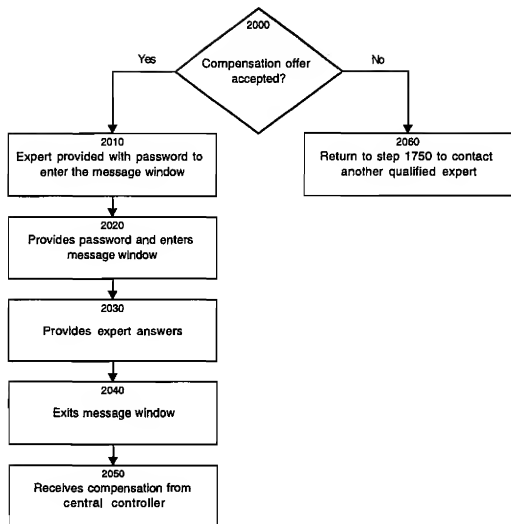 2000
Compensation offer
accepted?
Yes
No
2010
Expert provided with password to
enter the message window
2060
Return to step 1750 to contact
another qualified expert
2020
Provides password and enters
message window
2030
Provides expert answers
2040
Exits message window
2050
Receives compensation from
central controller